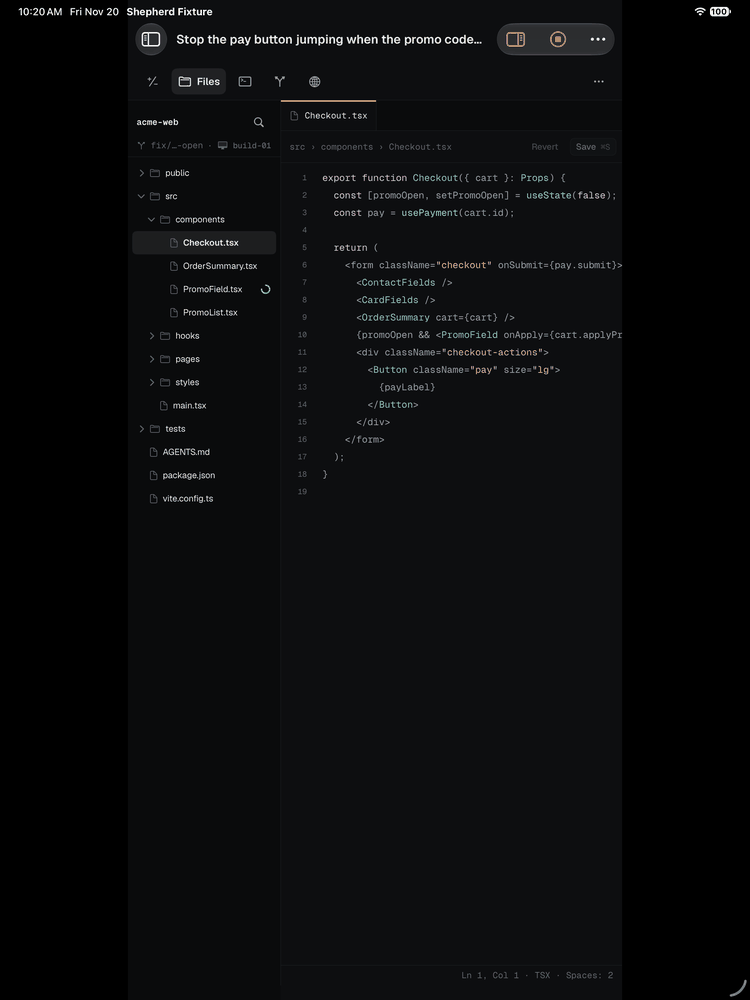 10:20 AM Fri Nov 20 Shepherd Fixture
100
Stop the pay button jumping when the promo code…
Files
acme-web
fix/…-open · build-01
public
src
components
Checkout.tsx
OrderSummary.tsx
PromoField.tsx
PromoList.tsx
hooks
pages
styles
main.tsx
tests
AGENTS.md
package.json
vite.config.ts
Checkout.tsx
src › components › Checkout.tsx
Revert
Save ⌘S
1 export function Checkout({ cart }: Props) {
2 const [promoOpen, setPromoOpen] = useState(false);
3 const pay = usePayment(cart.id);
4
5 return (
6 <form className="checkout" onSubmit={pay.submit}>
7 <ContactFields />
8 <CardFields />
9 <OrderSummary cart={cart} />
10 {promoOpen && <PromoField onApply={cart.applyPr
11 <div className="checkout-actions">
12 <Button className="pay" size="lg">
13 {payLabel}
14 </Button>
15 </div>
16 </form>
17 );
18 }
19
Ln 1, Col 1 · TSX · Spaces: 2